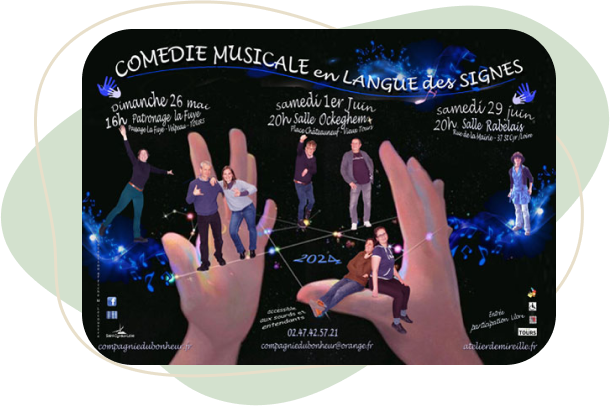 COMEDIE MUSICALE en LANGUE des SIGNES
Dimanche 26 mai
16h Patronage la Fuye
Passage La Fuye - Velpeau - TOURS
samedi 1er Juin
20h Salle Ockeghem
Place Châteauneuf - Vieux Tours
samedi 29 juin
20h Salle Rabelais
Rue de la Mairie - 37 St Cyr /Loire
2024
accession
aux sourds et
entendants
02.47.42.57.21
compagniedubonheur.fr
compagniedubonheur@orange.fr
Entrée
participation Libre
TOURS
atelierdemireille.fr